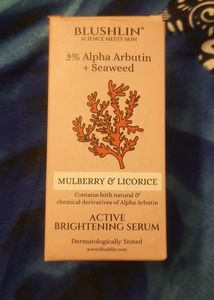 BLUSHLIN®
SCIENCE MEETS SKIN
2% Alpha Arbutin
+ Seaweed
MULBERRY & LICORICE
Contains both natural &
chemical derivatives of Alpha Arbutin
ACTIVE
BRIGHTENING SERUM
Dermatologically Tested
www.blushlin.com